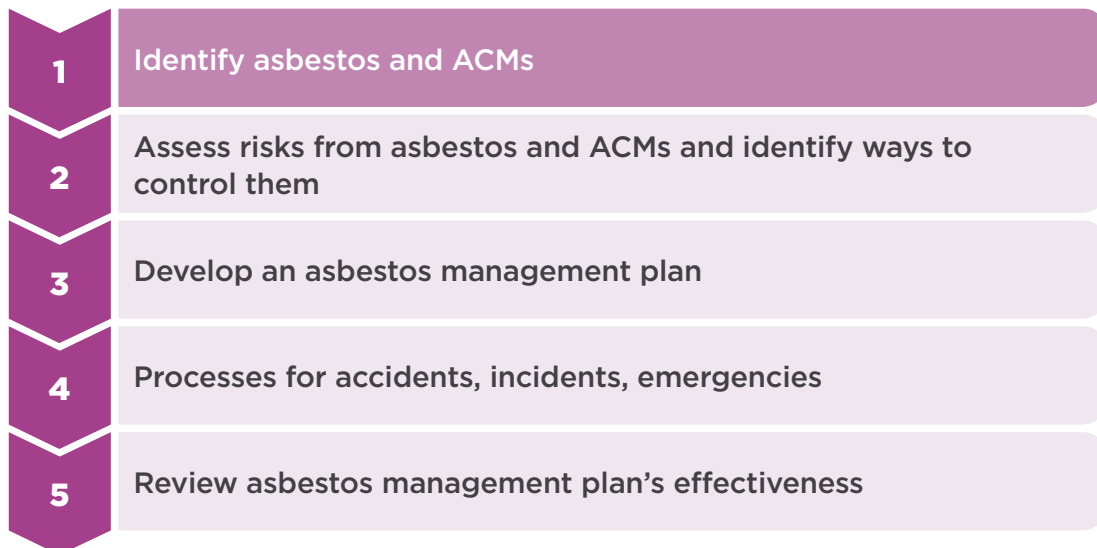 1
Identify asbestos and ACMs
2
Assess risks from asbestos and ACMs and identify ways to
control them
3
Develop an asbestos management plan
4
Processes for accidents, incidents, emergencies
5
Review asbestos management plan’s effectiveness